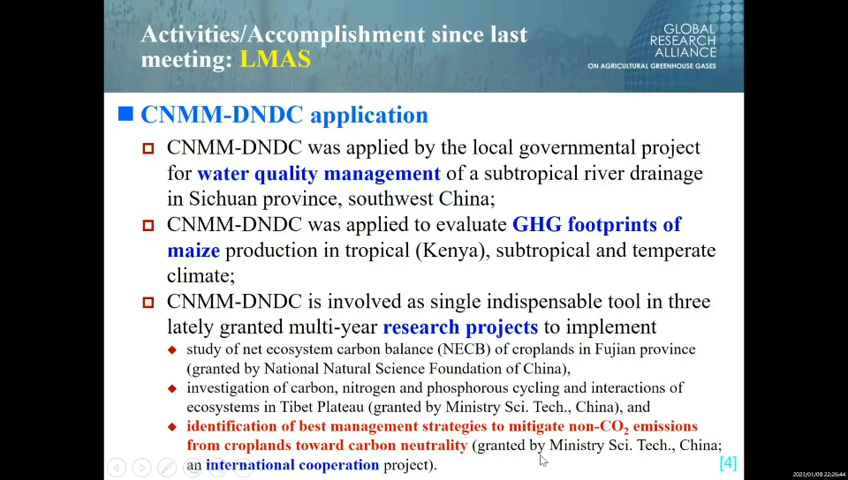 Activities/Accomplishment since last
meeting: LMAS
GLOBAL
RESEARCH
ALLIANCE
ON AGRICULTURAL GREENHOUSE GASES
CNMM-DNDC application
CNMM-DNDC was applied by the local governmental project
for water quality management of a subtropical river drainage
in Sichuan province, southwest China;
CNMM-DNDC was applied to evaluate GHG footprints of
maize production in tropical (Kenya), subtropical and temperate
climate;
CNMM-DNDC is involved as single indispensable tool in three
lately granted multi-year research projects to implement
study of net ecosystem carbon balance (NECB) of croplands in Fujian province
(granted by National Natural Science Foundation of China),
investigation of carbon, nitrogen and phosphorous cycling and interactions of
ecosystems in Tibet Plateau (granted by Ministry Sci. Tech., China), and
identification of best management strategies to mitigate non-CO₂ emissions
from croplands toward carbon neutrality (granted by Ministry Sci. Tech., China;
an international cooperation project).
[4]
2023/01/08 22:26:44